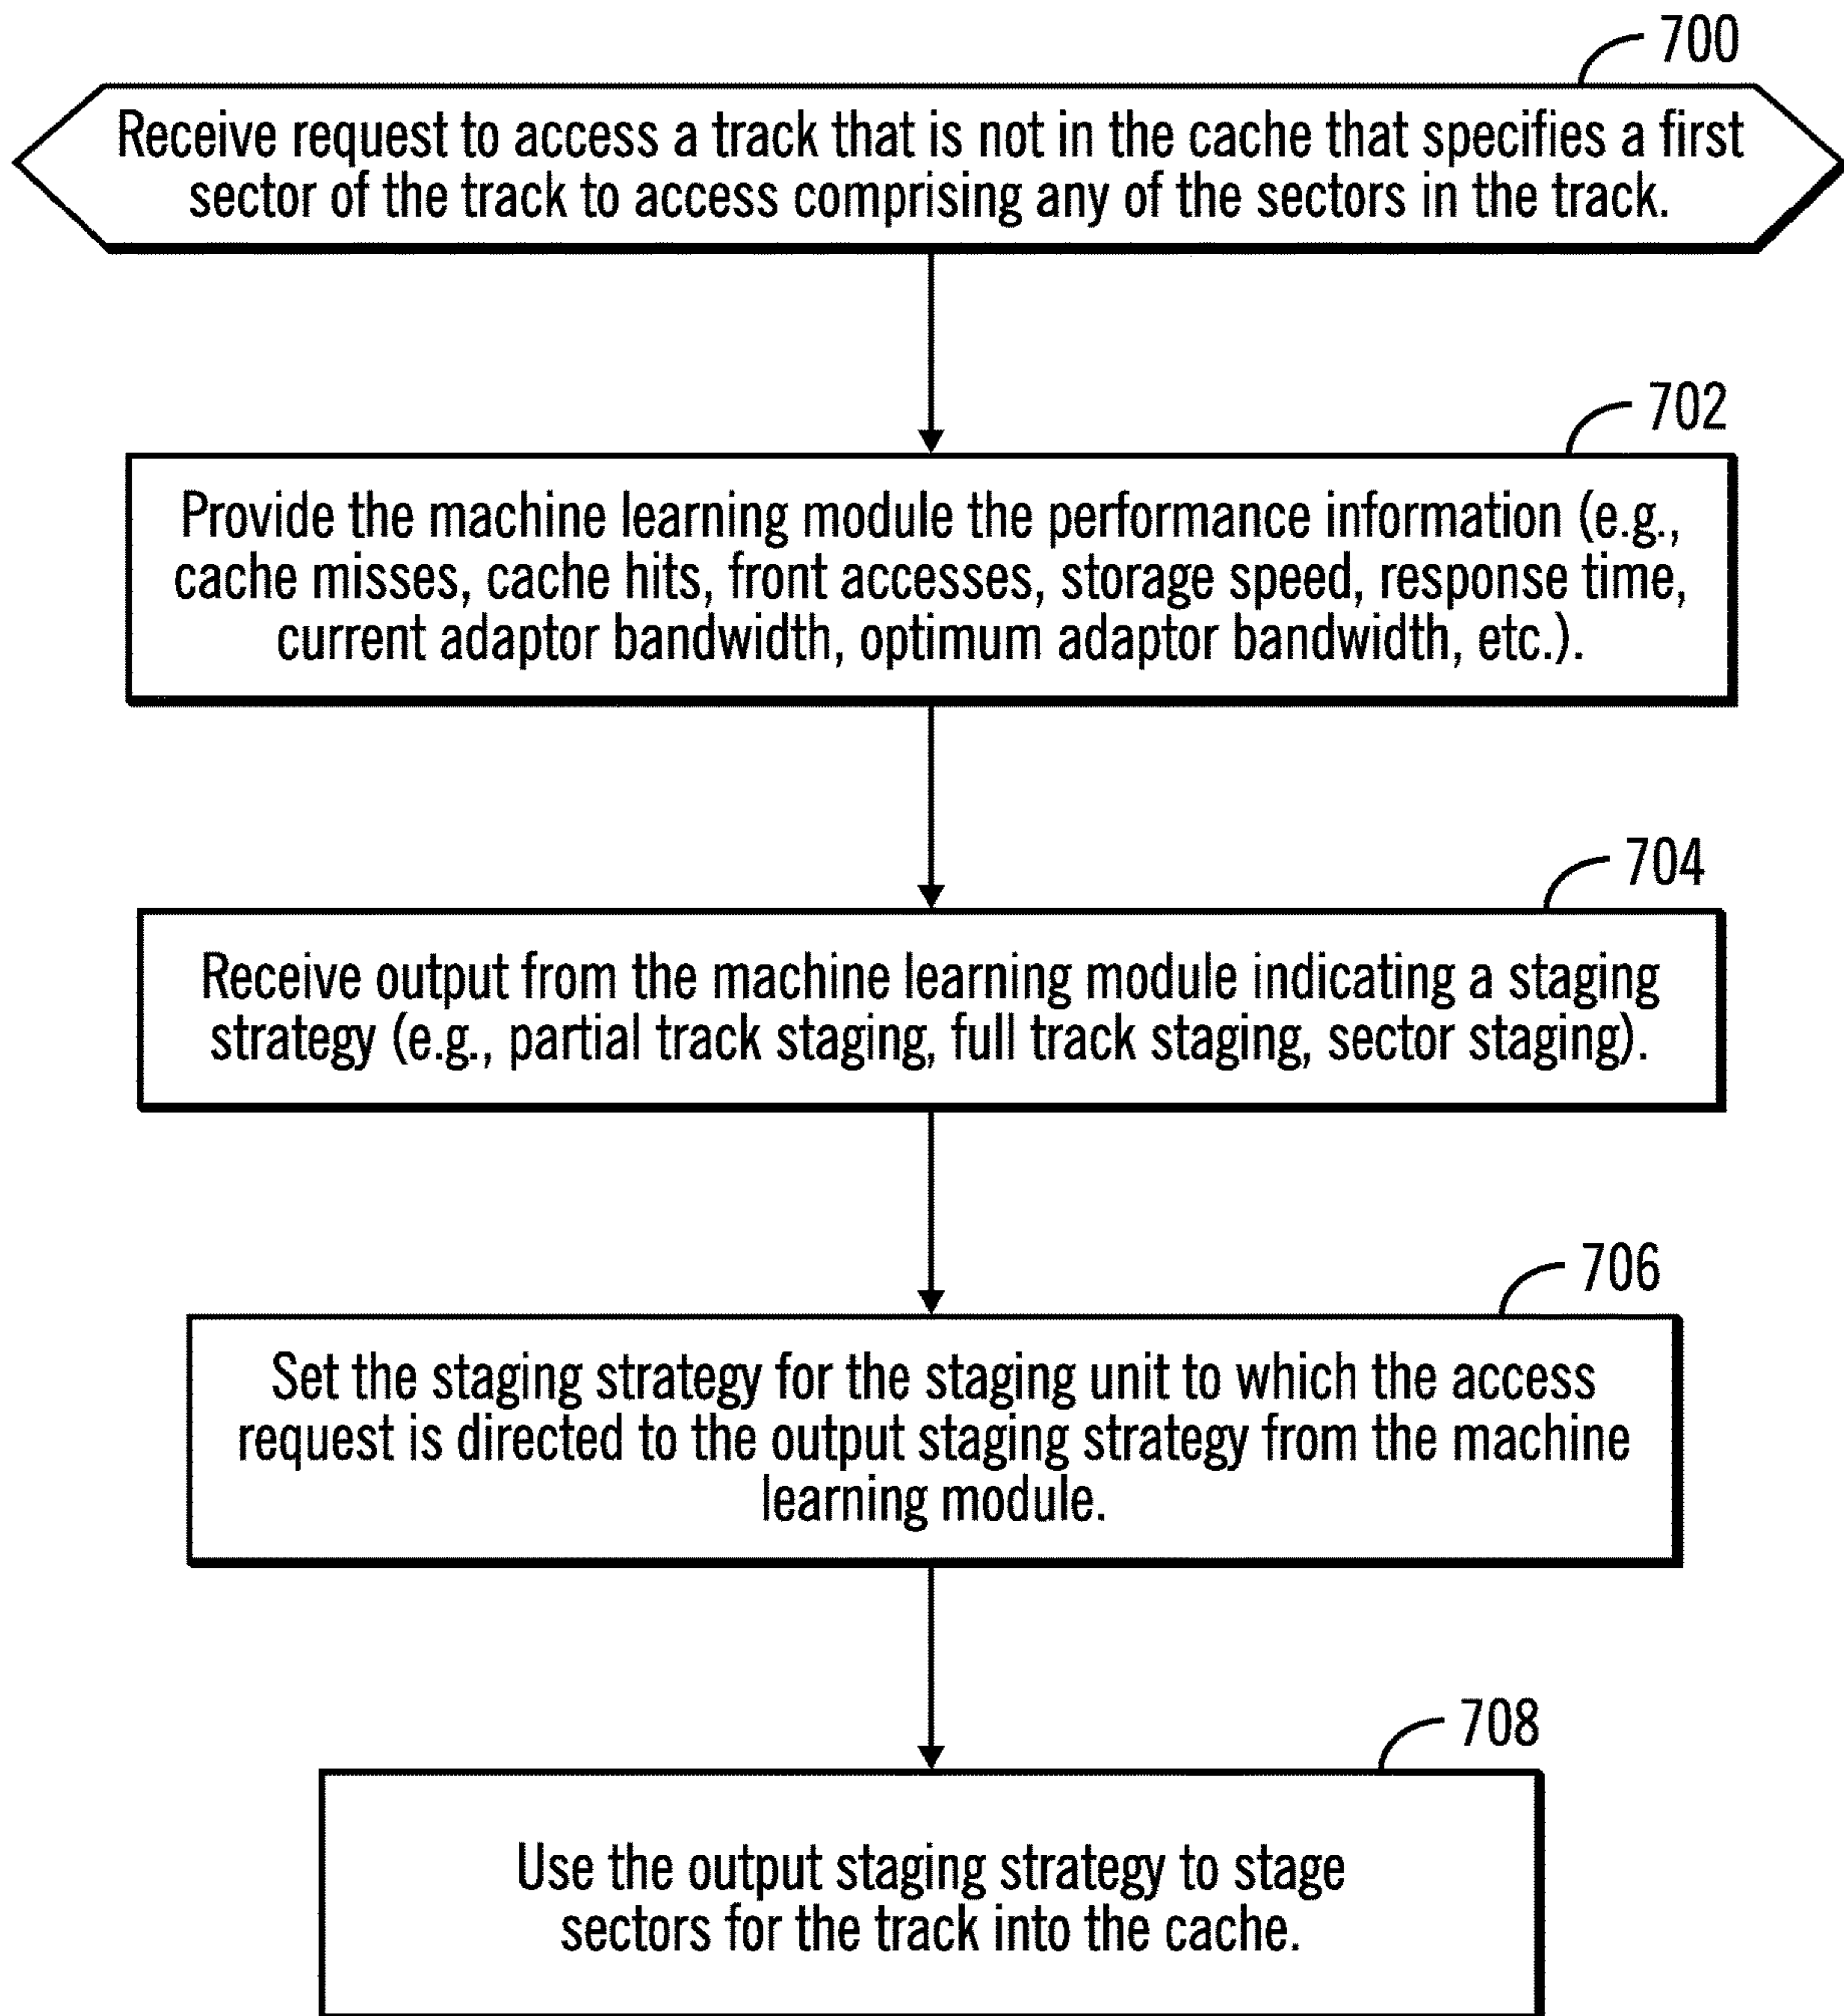 700
Receive request to access a track that is not in the cache that specifies a first
sector of the track to access comprising any of the sectors in the track.
702
Provide the machine learning module the performance information (e.g.,
cache misses, cache hits, front accesses, storage speed, response time,
current adaptor bandwidth, optimum adaptor bandwidth, etc.).
704
Receive output from the machine learning module indicating a staging
strategy (e.g., partial track staging, full track staging, sector staging).
706
Set the staging strategy for the staging unit to which the access
request is directed to the output staging strategy from the machine
learning module.
708
Use the output staging strategy to stage
sectors for the track into the cache.